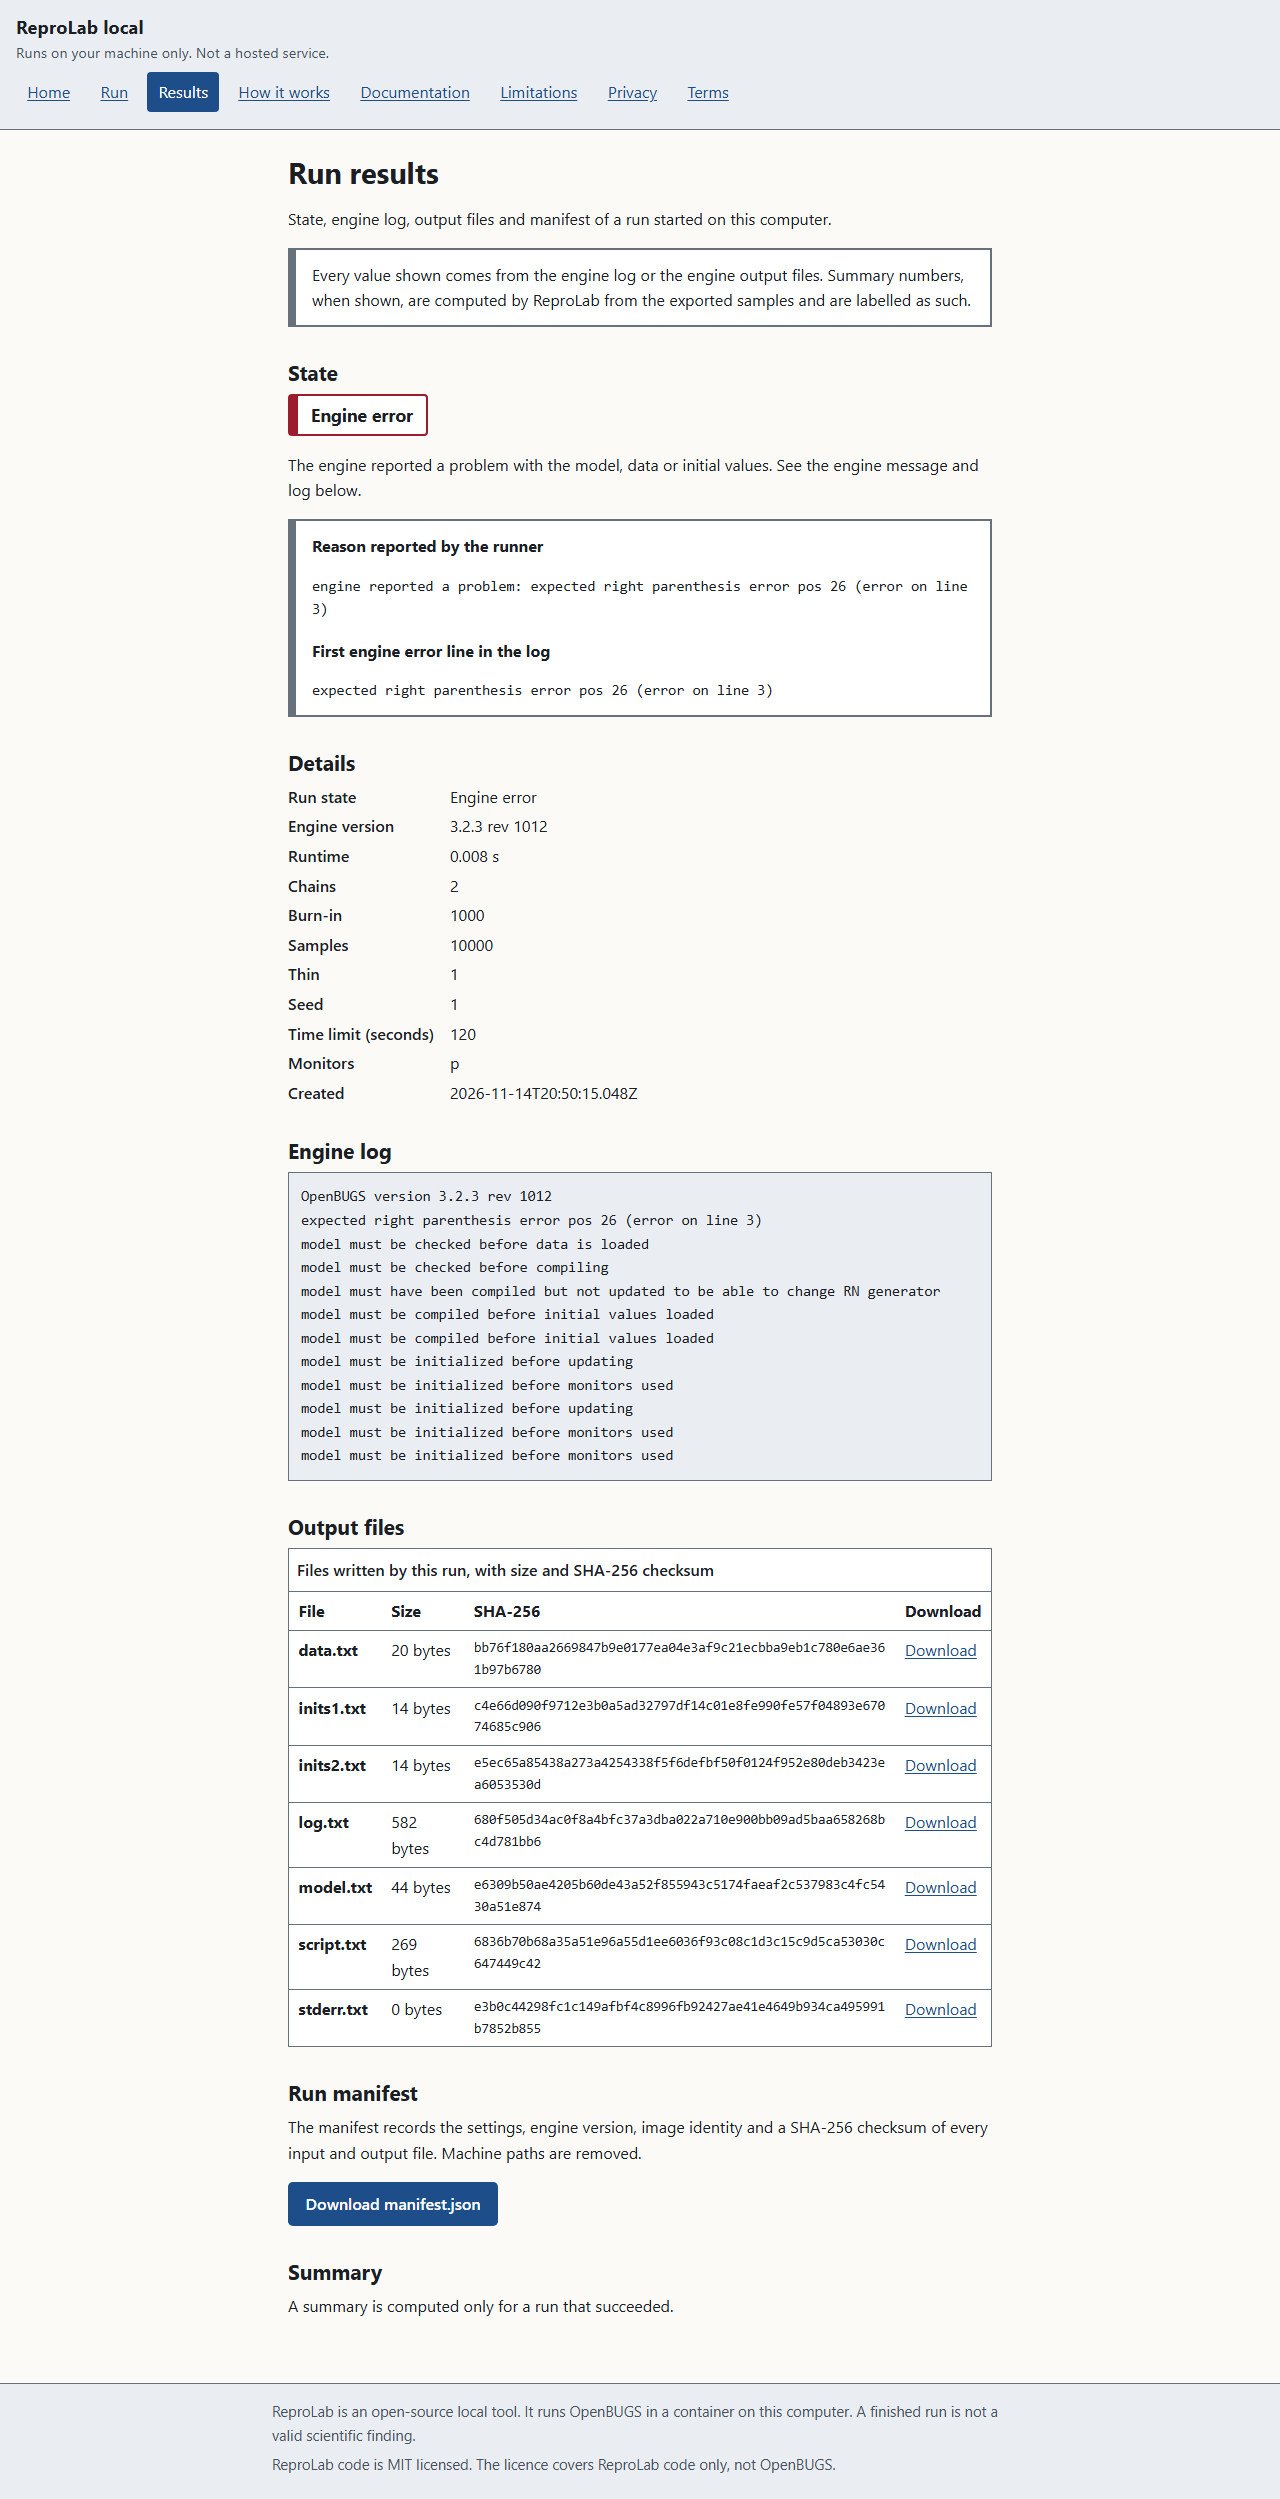 ReproLab local
Runs on your machine only. Not a hosted service.
Home Run Results How it works Documentation Limitations Privacy Terms
Run results
State, engine log, output files and manifest of a run started on this computer.
Every value shown comes from the engine log or the engine output files. Summary numbers,
when shown, are computed by ReproLab from the exported samples and are labelled as such.
State
Engine error
The engine reported a problem with the model, data or initial values. See the engine message and
log below.
Reason reported by the runner
engine reported a problem: expected right parenthesis error pos 26 (error on line
3)
First engine error line in the log
expected right parenthesis error pos 26 (error on line 3)
Details
Run state Engine error
Engine version 3.2.3 rev 1012
Runtime 0.008 s
Chains 2
Burn-in 1000
Samples 10000
Thin 1
Seed 1
Time limit (seconds) 120
Monitors p
Created 2026-11-14T20:50:15.048Z
Engine log
OpenBUGS version 3.2.3 rev 1012
expected right parenthesis error pos 26 (error on line 3)
model must be checked before data is loaded
model must be checked before compiling
model must have been compiled but not updated to be able to change RN generator
model must be compiled before initial values loaded
model must be compiled before initial values loaded
model must be initialized before updating
model must be initialized before monitors used
model must be initialized before updating
model must be initialized before monitors used
model must be initialized before monitors used
Output files
Files written by this run, with size and SHA-256 checksum
File Size SHA-256 Download
data.txt 20 bytes bb76f180aa2669847b9e0177ea04e3af9c21ecbba9eb1c780e6ae36 Download
1b97b6780
inits1.txt 14 bytes c4e66d090f9712e3b0a5ad32797df14c01e8fe990fe57f04893e670 Download
74685c906
inits2.txt 14 bytes e5ec65a85438a273a4254338f5f6defbf50f0124f952e80deb3423e Download
a6053530d
log.txt 582 680f505d34ac0f8a4bfc37a3dba022a710e900bb09ad5baa658268b Download
bytes c4d781bb6
model.txt 44 bytes e6309b50ae4205b60de43a52f855943c5174faeaf2c537983c4fc54 Download
30a51e874
script.txt 269 6836b70b68a35a51e96a55d1ee6036f93c08c1d3c15c9d5ca53030c Download
bytes 647449c42
stderr.txt 0 bytes e3b0c44298fc1c149afbf4c8996fb92427ae41e4649b934ca495991 Download
b7852b855
Run manifest
The manifest records the settings, engine version, image identity and a SHA-256 checksum of every
input and output file. Machine paths are removed.
Download manifest.json
Summary
A summary is computed only for a run that succeeded.
ReproLab is an open-source local tool. It runs OpenBUGS in a container on this computer. A finished run is not a
valid scientific finding.
ReproLab code is MIT licensed. The licence covers ReproLab code only, not OpenBUGS.